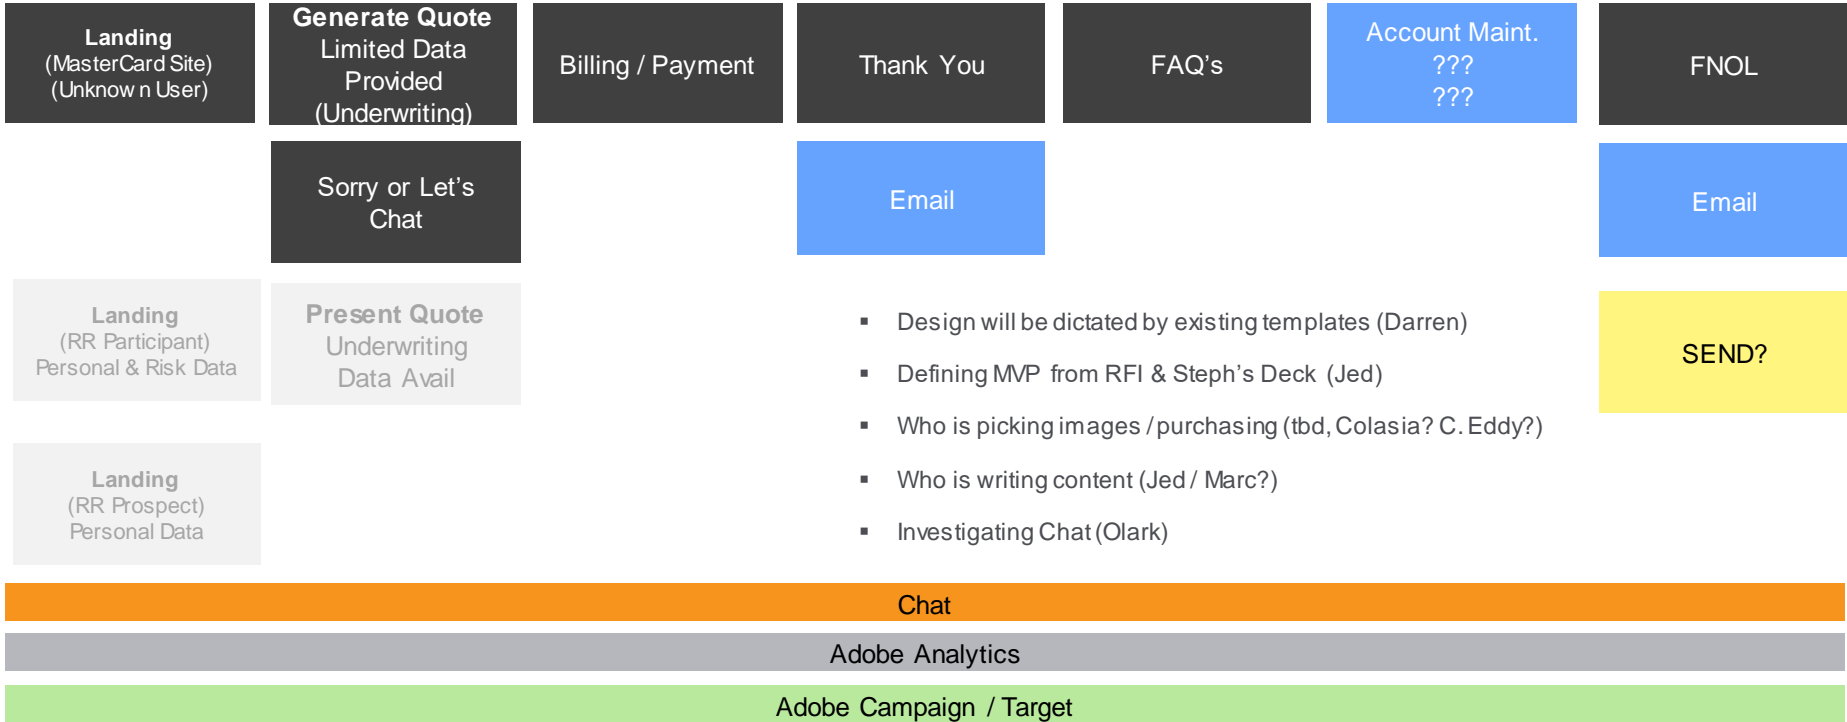 Landing
(MasterCard Site)
(Unknown User)
Generate Quote
Limited Data
Provided
(Underwriting)
Billing / Payment
Thank You
FAQ's
Account Maint.
???
???
FNOL
Sorry or Let's
Chat
Email
Email
Landing
(RR Participant)
Personal & Risk Data
Present Quote
Underwriting
Data Avail
▪ Design will be dictated by existing templates (Darren)
▪ Defining MVP from RFI & Steph's Deck (Jed)
▪ Who is picking images / purchasing (tbd, Colasia? C. Eddy?)
▪ Who is writing content (Jed / Marc?)
▪ Investigating Chat (Olark)
SEND?
Landing
(RR Prospect)
Personal Data
Chat
Adobe Analytics
Adobe Campaign / Target